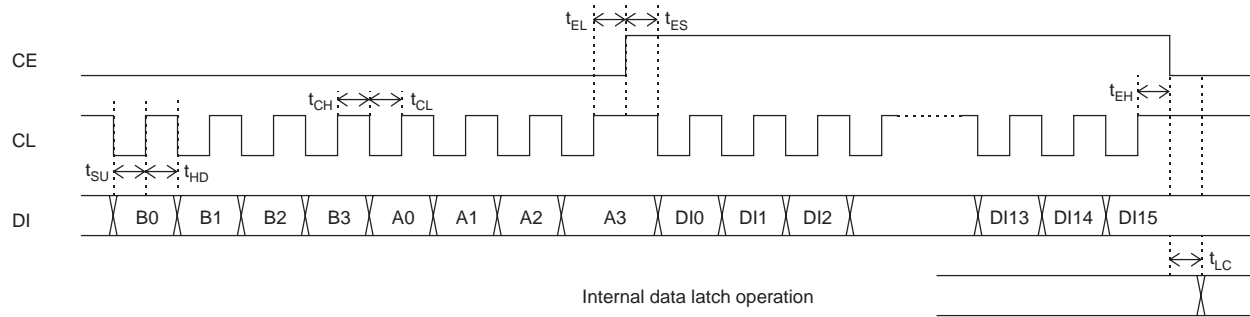 tEL tES
CE
tEH
tCH tCL
CL
tSU tHD
DI B0 B1 B2 B3 A0 A1 A2 A3 DI0 DI1 DI2 DI13 DI14 DI15
tLC
Internal data latch operation